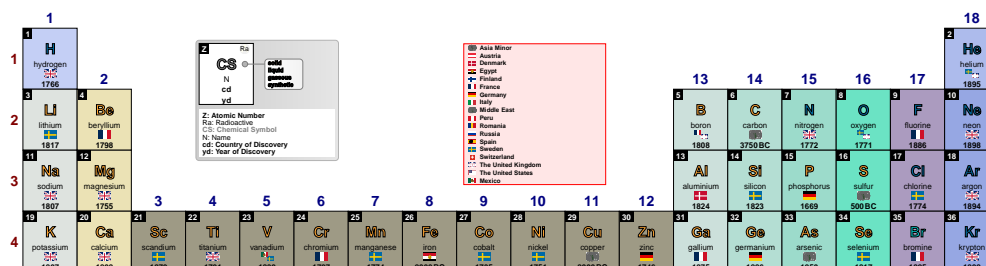 1 18
1 2
1 H He
hydrogen helium
1766 1895
2 13 14 15 16 17
Z Ra
CS
N
cd
yd
solid
liquid
gaseous
synthetic
Z: Atomic Number
Ra: Radioactive
CS: Chemical Symbol
N: Name
cd: Country of Discovery
yd: Year of Discovery
Asia Minor
Austria
Denmark
Egypt
Finland
France
Germany
Italy
Middle East
Peru
Romania
Russia
Spain
Sweden
Switzerland
The United Kingdom
The United States
Mexico
3 4 5 6 7 8 9 10
2 Li Be B C N O F Ne
lithium beryllium boron carbon nitrogen oxygen fluorine neon
1817 1798 1808 3750BC 1772 1771 1886 1898
11 12 13 14 15 16 17 18
3 Na Mg Al Si P S Cl Ar
sodium magnesium aluminium silicon phosphorus sulfur chlorine argon
1807 1755 1824 1823 1669 500BC 1774 1894
3 4 5 6 7 8 9 10 11 12
19 20 21 22 23 24 25 26 27 28 29 30 31 32 33 34 35 36
4 K Ca Sc Ti V Cr Mn Fe Co Ni Cu Zn Ga Ge As Se Br Kr
potassium calcium scandium titanium vanadium chromium manganese iron cobalt nickel copper zinc gallium germanium arsenic selenium bromine krypton